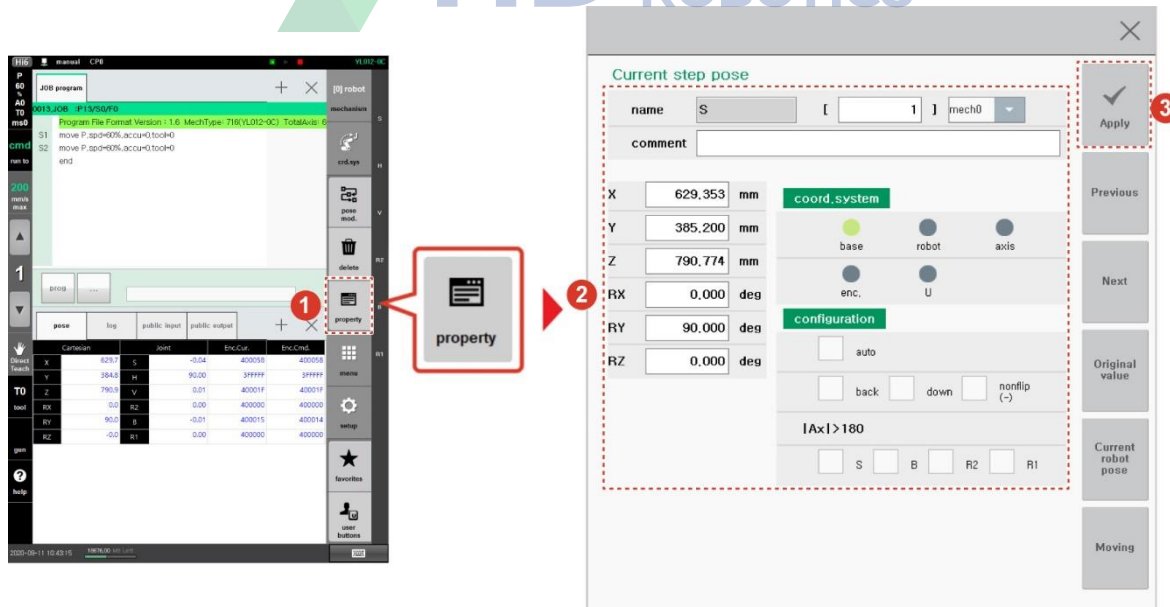 HD ROBOTICS
Hi6 manual CPB YL012-0C
P
60
%
A0
T0
ms0
cmd
run to
200
mm/s
max
1
Direct
Teach
T0
tool
gun
help
JOB program
0013.JOB :P13/S0/F0
Program File Format Version : 1.6 MechType: 716(YL012-0C) TotalAxis: 6
S1 move P,spd=60%,accu=0,tool=0
S2 move P,spd=60%,accu=0,tool=0
end
prog ...
pose log public input public output
Cartesian Joint Enc.Cur. Enc.Cmd.
X 629.7 S -0.04 400058 400058
Y 384.8 H 90.00 3FFFFF 3FFFFF
Z 790.9 V 0.01 40001F 40001F
RX 0.0 R2 0.00 400000 400000
RY 90.0 B -0.01 400015 400014
RZ -0.0 R1 0.00 400000 400000
[0] robot
mechanism
crd.sys
pose
mod.
delete
property
menu
setup
favorites
user
buttons
S
H
V
R2
R1
2020-09-11 10:43:15
1
property
2
Current step pose
name S [ 1 ] mech0
comment
X 629,353 mm
Y 385,200 mm
Z 790,774 mm
RX 0,000 deg
RY 90,000 deg
RZ 0,000 deg
coord,system
base robot axis
enc, U
configuration
auto
back down nonflip
(-)
|Ax|>180
S B R2 R1
3
Apply
Previous
Next
Original
value
Current
robot
pose
Moving